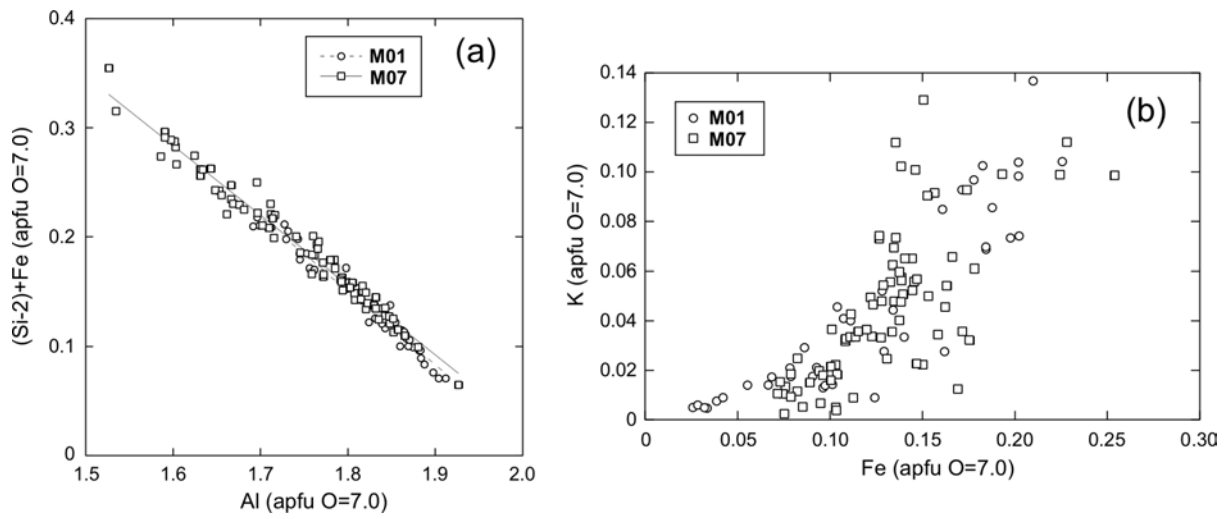 (a)
M01
M07
(Si-2)+Fe (apfu O=7.0)
0.4
0.3
0.2
0.1
0
1.5 1.6 1.7 1.8 1.9 2.0
Al (apfu O=7.0)
(b)
M01
M07
K (apfu O=7.0)
0.14
0.12
0.10
0.08
0.06
0.04
0.02
0
0 0.05 0.10 0.15 0.20 0.25 0.30
Fe (apfu O=7.0)